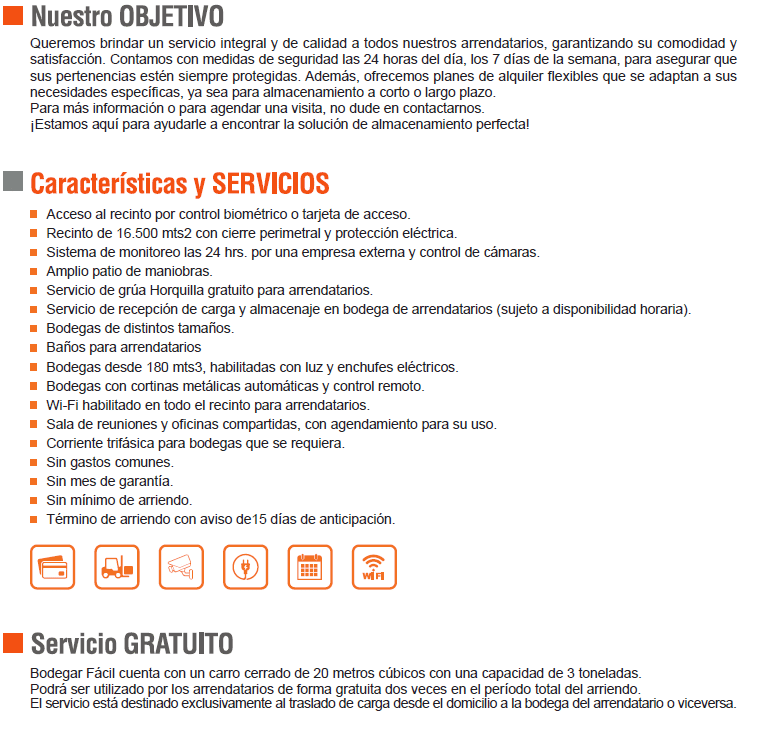 Nuestro OBJETIVO
Queremos brindar un servicio integral y de calidad a todos nuestros arrendatarios, garantizando su comodidad y
satisfacción. Contamos con medidas de seguridad las 24 horas del día, los 7 días de la semana, para asegurar que
sus pertenencias estén siempre protegidas. Además, ofrecemos planes de alquiler flexibles que se adaptan a sus
necesidades específicas, ya sea para almacenamiento a corto o largo plazo.
Para más información o para agendar una visita, no dude en contactarnos.
¡Estamos aquí para ayudarle a encontrar la solución de almacenamiento perfecta!
Características y SERVICIOS
Acceso al recinto por control biométrico o tarjeta de acceso.
Recinto de 16.500 mts2 con cierre perimetral y protección eléctrica.
Sistema de monitoreo las 24 hrs. por una empresa externa y control de cámaras.
Amplio patio de maniobras.
Servicio de grúa Horquilla gratuito para arrendatarios.
Servicio de recepción de carga y almacenaje en bodega de arrendatarios (sujeto a disponibilidad horaria).
Bodegas de distintos tamaños.
Baños para arrendatarios
Bodegas desde 180 mts3, habilitadas con luz y enchufes eléctricos.
Bodegas con cortinas metálicas automáticas y control remoto.
Wi-Fi habilitado en todo el recinto para arrendatarios.
Sala de reuniones y oficinas compartidas, con agendamiento para su uso.
Corriente trifásica para bodegas que se requiera.
Sin gastos comunes.
Sin mes de garantía.
Sin mínimo de arriendo.
Término de arriendo con aviso de15 días de anticipación.
WiFi
Servicio GRATUITO
Bodegar Fácil cuenta con un carro cerrado de 20 metros cúbicos con una capacidad de 3 toneladas.
Podrá ser utilizado por los arrendatarios de forma gratuita dos veces en el período total del arriendo.
El servicio está destinado exclusivamente al traslado de carga desde el domicilio a la bodega del arrendatario o viceversa.